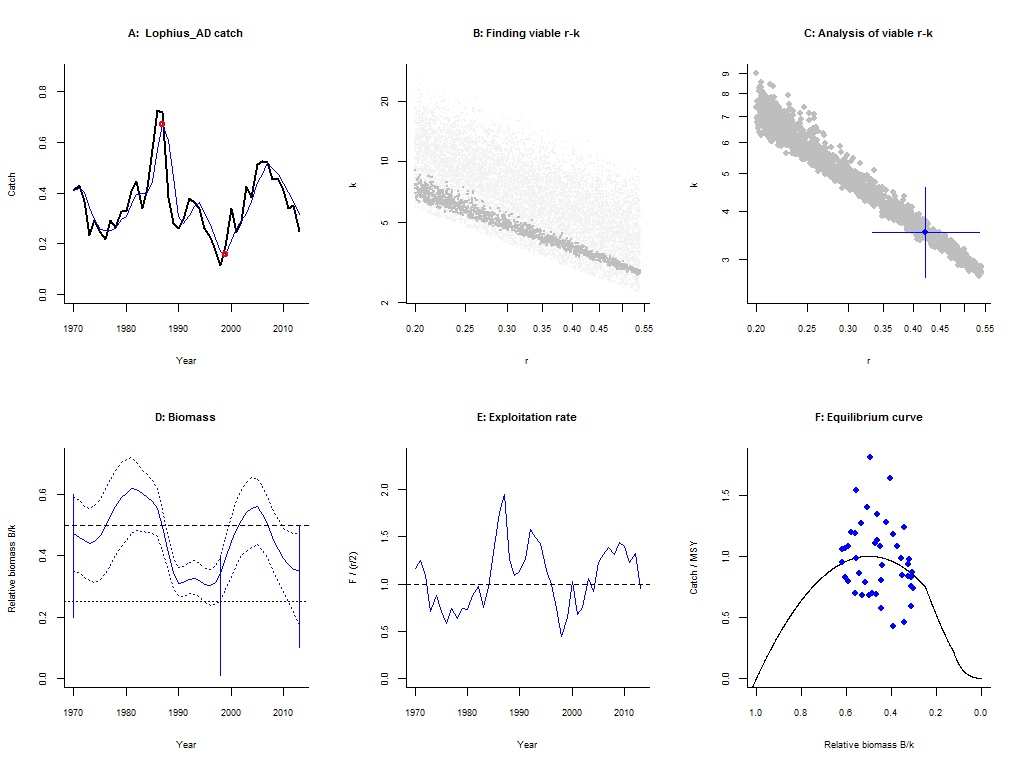 A:  Lophius_AD catch
Catch
0.0 0.2 0.4 0.6 0.8
1970 1980 1990 2000 2010
Year
B: Finding viable r-k
k
2 5 10 20
0.20 0.25 0.30 0.35 0.40 0.45 0.55
r
C: Analysis of viable r-k
k
3 4 5 6 7 8 9
0.20 0.25 0.30 0.35 0.40 0.45 0.55
r
D: Biomass
Relative biomass B/k
0.0 0.2 0.4 0.6
1970 1980 1990 2000 2010
Year
E: Exploitation rate
F / (r/2)
0.0 0.5 1.0 1.5 2.0
1970 1980 1990 2000 2010
Year
F: Equilibrium curve
Catch / MSY
0.0 0.5 1.0 1.5
1.0 0.8 0.6 0.4 0.2 0.0
Relative biomass B/k